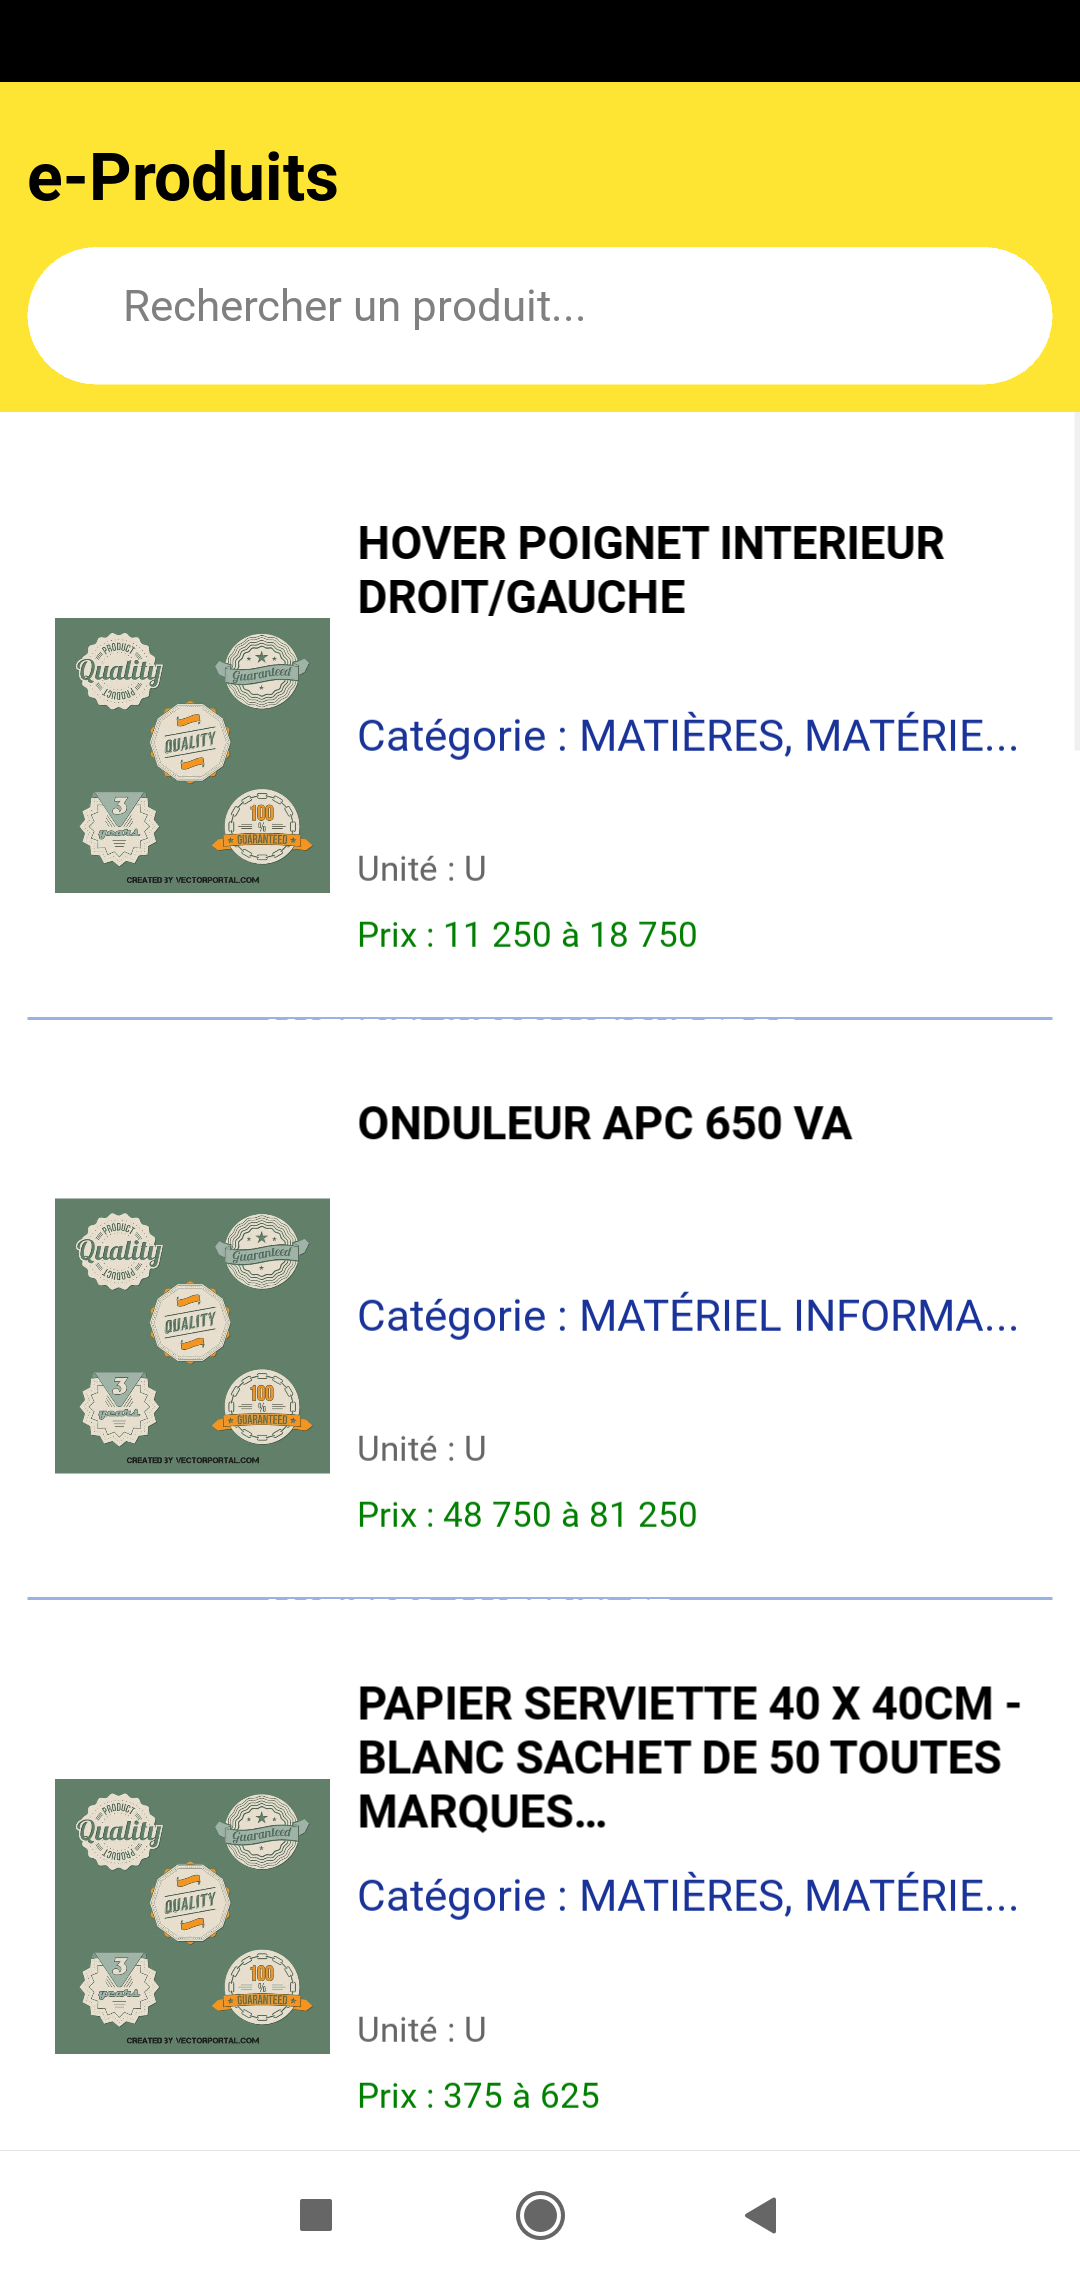 e-Produits
Rechercher un produit...
HOVER POIGNET INTERIEUR
DROIT/GAUCHE
PRODUCT
Quality
PRODUCT
Guaranteed
QUALITY
3
years
100
%
GUARANTEED
CREATED BY VECTORPORTAL.COM
Catégorie : MATIÈRES, MATÉRIE...
Unité : U
Prix : 11 250 à 18 750
ONDULEUR APC 650 VA
PRODUCT
Quality
PRODUCT
Guaranteed
QUALITY
3
years
100
%
GUARANTEED
CREATED BY VECTORPORTAL.COM
Catégorie : MATÉRIEL INFORMA...
Unité : U
Prix : 48 750 à 81 250
PAPIER SERVIETTE 40 X 40CM -
BLANC SACHET DE 50 TOUTES
MARQUES...
PRODUCT
Quality
PRODUCT
Guaranteed
QUALITY
3
years
100
%
GUARANTEED
CREATED BY VECTORPORTAL.COM
Catégorie : MATIÈRES, MATÉRIE...
Unité : U
Prix : 375 à 625